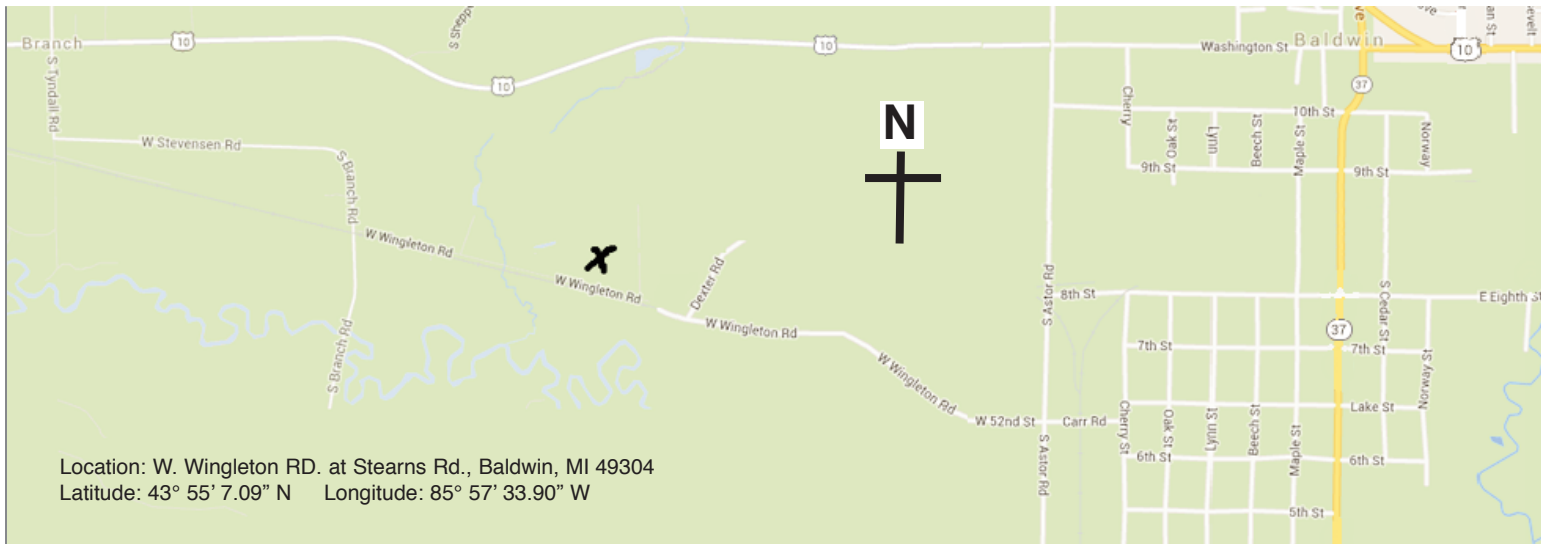 Branch
10
S Sheppe
10
10
Washington St
Baldwin
10
37
S Tyndall Rd
W Stevensen Rd
S Branch Rd
W Wingleton Rd
N
Cherry
10th St
Oak St
Lynn
Beech St
Maple St
Norway
9th St
9th St
W Wingleton Rd
Dexter Rd
W Wingleton Rd
S Astor Rd
8th St
S Cedar St
E Eighth St
37
7th St
7th St
S Branch Rd
W Wingleton Rd
Norway St
W 52nd St
Carr Rd
Cherry St
Oak St
Lynn St
Beech St
Maple St
Lake St
S Astor Rd
6th St
6th St
5th St
Location: W. Wingleton RD. at Stearns Rd., Baldwin, MI 49304
Latitude: 43° 55’ 7.09” N Longitude: 85° 57’ 33.90” W